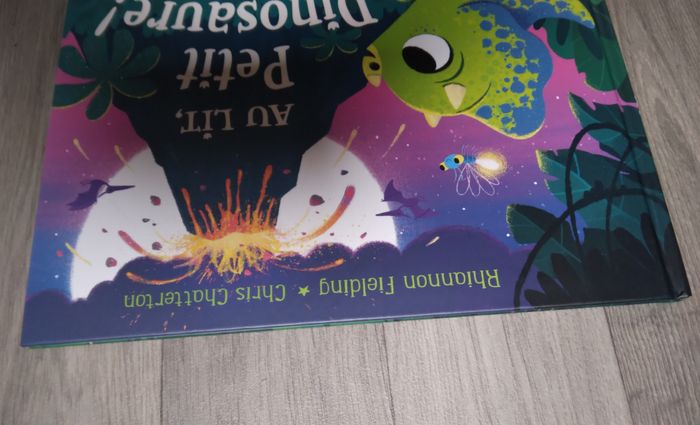 Rhiannon Fielding ★ Chris Chatterton
AU LIT,
Petit
Dinosaure!